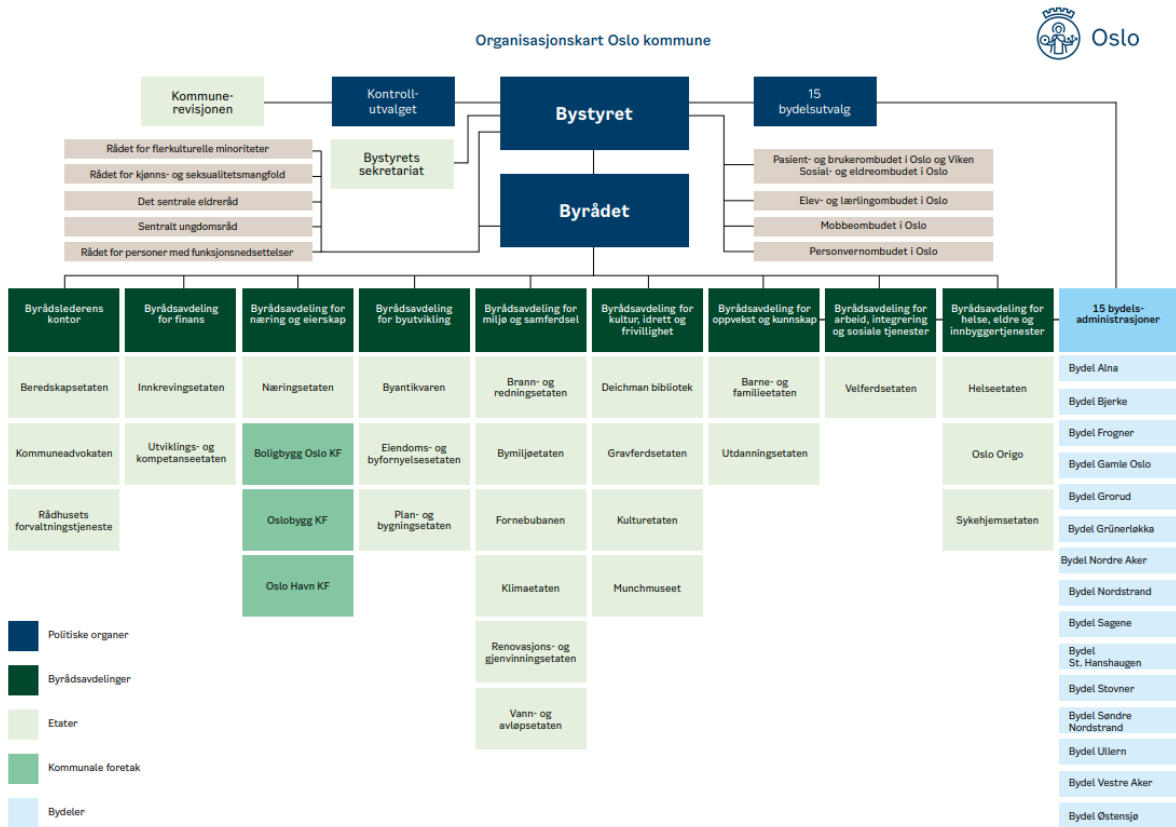 Organisasjonskart Oslo kommune
Oslo
Kommune-
revisjonen
Kontroll-
utvalget
Bystyret
15
bydelsutvalg
Rådet for flerkulturelle minoriteter
Rådet for kjønns- og seksualitetsmangfold
Det sentrale eldreråd
Sentralt ungdomsråd
Rådet for personer med funksjonsnedsettelser
Bystyrets
sekretariat
Byrådet
Pasient- og brukerombudet i Oslo og Viken
Sosial- og eldreombudet i Oslo
Elev- og lærlingombudet i Oslo
Mobbeombudet i Oslo
Personvernombudet i Oslo
Byrådslederens
kontor
Beredskapsetaten
Kommuneadvokaten
Rådhusets
forvaltningstjeneste
Byrådsavdeling
for finans
Innkrevingsetaten
Utviklings- og
kompetanseetaten
Byrådsavdeling for
næring og eierskap
Næringsetaten
Boligbygg Oslo KF
Oslobygg KF
Oslo Havn KF
Byrådsavdeling
for byutvikling
Byantikvaren
Eiendoms- og
byfornyelsesetaten
Plan- og
bygningsetaten
Byrådsavdeling for
miljø og samferdsel
Brann- og
redningsetaten
Bymiljøetaten
Fornebubanen
Klimaetaten
Renovasjons- og
gjenvinningsetaten
Vann- og
avløpsetaten
Byrådsavdeling for
kultur, idrett og
frivillighet
Deichman bibliotek
Gravferdsetaten
Kulturetaten
Munchmuseet
Byrådsavdeling for
oppvekst og kunnskap
Barne- og
familieetaten
Utdanningsetaten
Byrådsavdeling for
arbeid, integrering
og sosiale tjenester
Velferdsetaten
Byrådsavdeling for
helse, eldre og
innbyggertjenester
Helseetaten
Oslo Origo
Sykehjemsetaten
15 bydels-
administrasjoner
Bydel Alna
Bydel Bjerke
Bydel Frogner
Bydel Gamle Oslo
Bydel Grorud
Bydel Grünerløkka
Bydel Nordre Aker
Bydel Nordstrand
Bydel Sagene
Bydel
St. Hanshaugen
Bydel Stovner
Bydel Søndre
Nordstrand
Bydel Ullern
Bydel Vestre Aker
Bydel Østensjø
Politiske organer
Byrådsavdelinger
Etater
Kommunale foretak
Bydeler